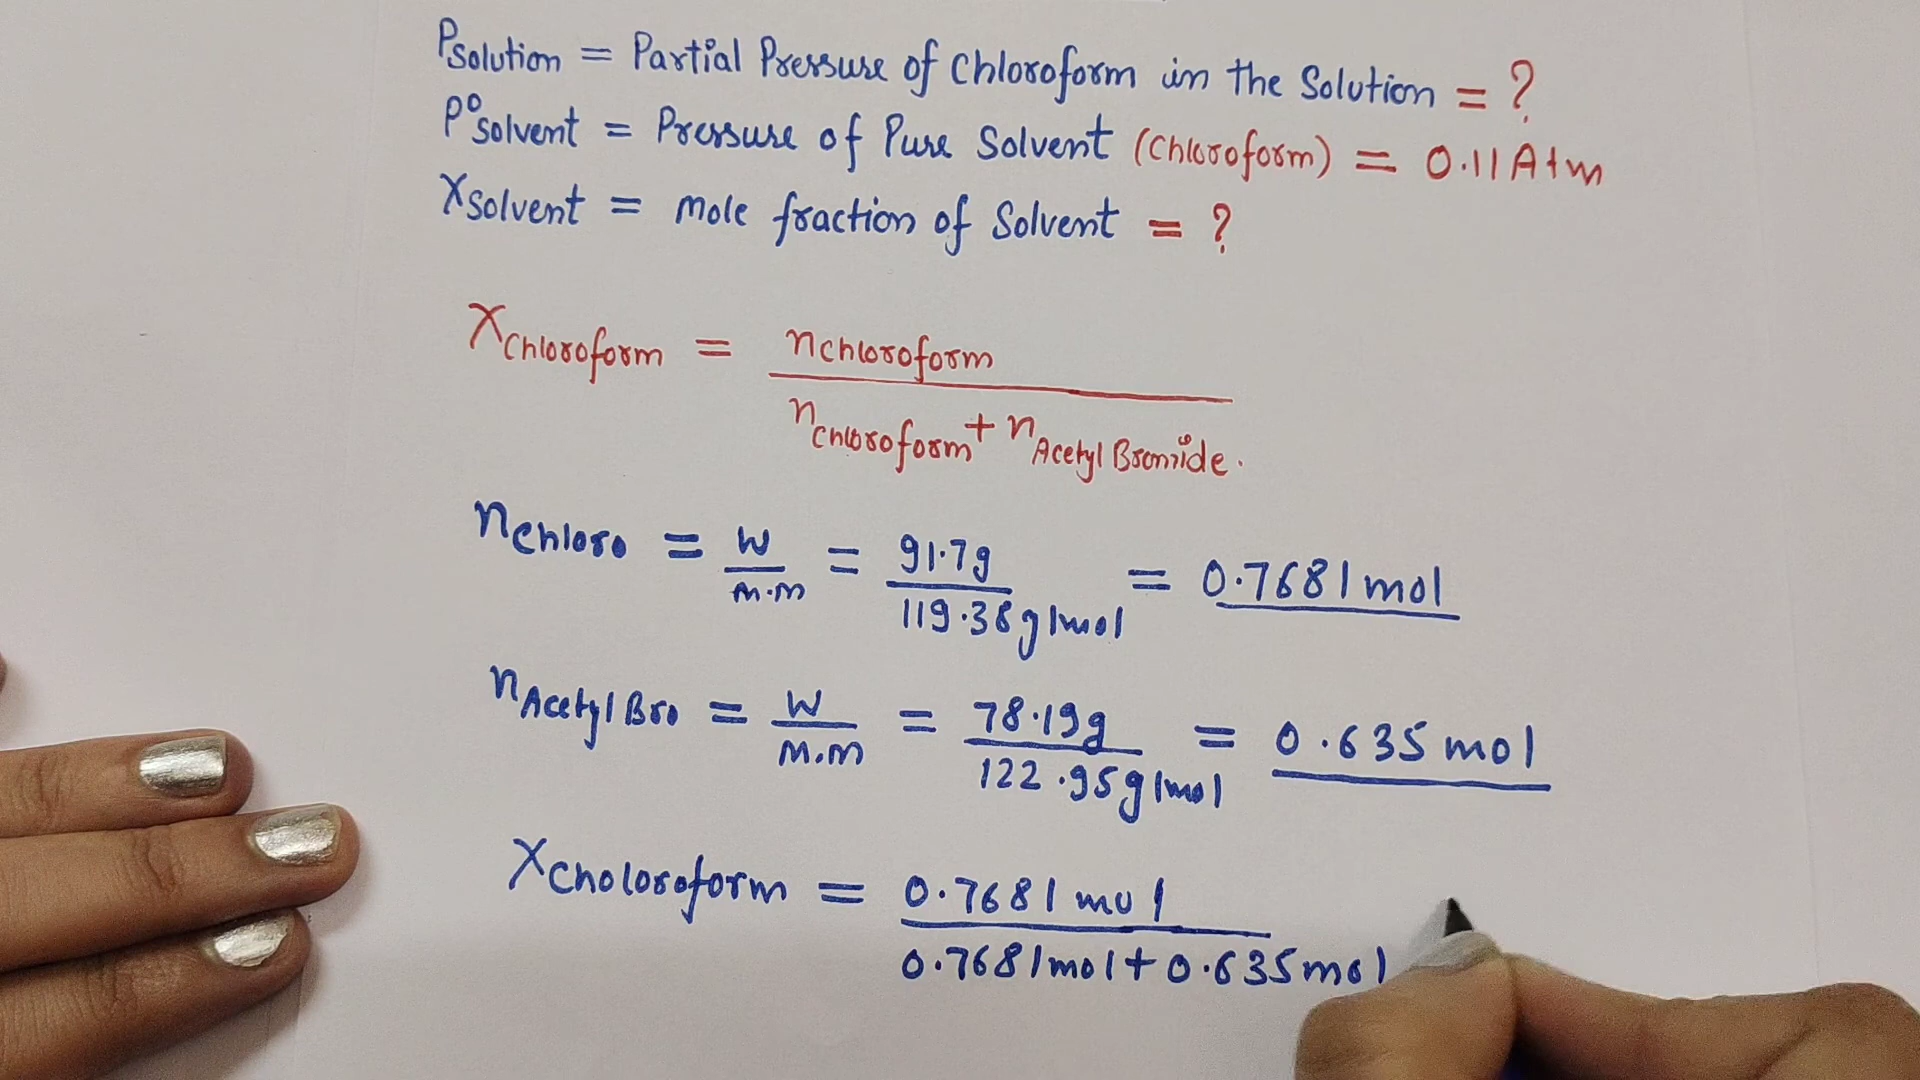 Psolution = Partial Pressure of Chloroform in the Solution = ?
P°solvent = Pressure of Pure Solvent (Chloroform) = 0.11 Atm
Xsolvent = mole fraction of Solvent = ?
XChloroform = nchloroform / nchloroform + nAcetyl Bromide.
nchloro = W / m.m = 91.7g / 119.38g/mol = 0.7681 mol
nAcetyl Bro = W / m.m = 78.19g / 122.95g/mol = 0.635 mol
Xcholoroform = 0.7681 mol / 0.7681 mol + 0.635 mol